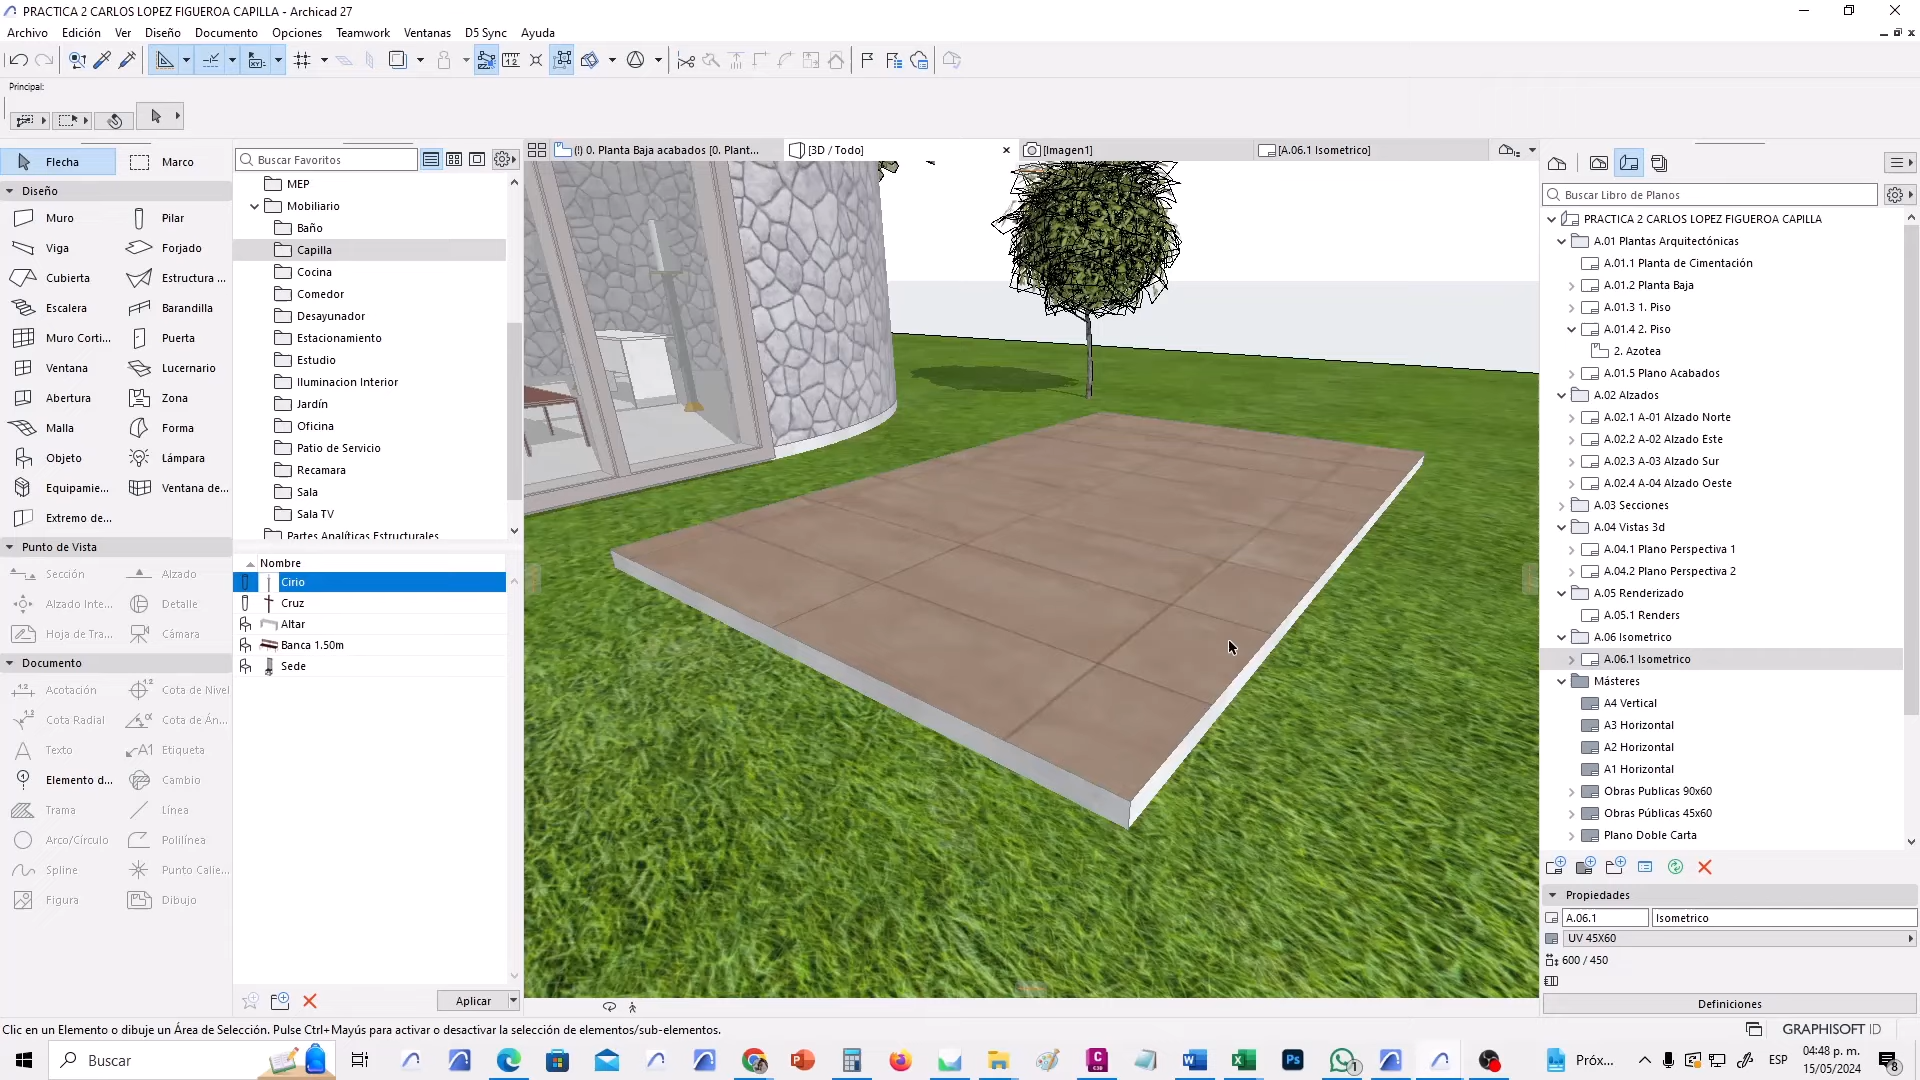 PRACTICA 2 CARLOS LOPEZ FIGUEROA CAPILLA - Archicad 27
Archivo Edición Ver Diseño Documento Opciones Teamwork Ventanas D5 Sync Ayuda
Principal:
Flecha Marco
Diseño
Muro Pilar
Viga Forjado
Cubierta Estructura ...
Escalera Barandilla
Muro Corti... Puerta
Ventana Lucernario
Abertura Zona
Malla Forma
Objeto Lámpara
Equipamie... Ventana de...
Extremo de...
Punto de Vista
Sección Alzado
Alzado Inte... Detalle
Hoja de Tra... Cámara
Documento
Acotación Cota de Nivel
Cota Radial Cota de Án...
Texto Etiqueta
Elemento d... Cambio
Trama Línea
Arco/Círculo Polilínea
Spline Punto Calie...
Figura Dibujo
Buscar Favoritos
MEP
Mobiliario
Baño
Capilla
Cocina
Comedor
Desayunador
Estacionamiento
Estudio
Iluminacion Interior
Jardín
Oficina
Patio de Servicio
Recamara
Sala
Sala TV
Partes Analíticas Estructurales
Nombre
Cirio
Cruz
Altar
Banca 1.50m
Sede
Aplicar
(!) 0. Planta Baja acabados [0. Plant... [3D / Todo] [Imagen1] [A.06.1 Isometrico]
Buscar Libro de Planos
PRACTICA 2 CARLOS LOPEZ FIGUEROA CAPILLA
A.01 Plantas Arquitectónicas
A.01.1 Planta de Cimentación
A.01.2 Planta Baja
A.01.3 1. Piso
A.01.4 2. Piso
2. Azotea
A.01.5 Plano Acabados
A.02 Alzados
A.02.1 A-01 Alzado Norte
A.02.2 A-02 Alzado Este
A.02.3 A-03 Alzado Sur
A.02.4 A-04 Alzado Oeste
A.03 Secciones
A.04 Vistas 3d
A.04.1 Plano Perspectiva 1
A.04.2 Plano Perspectiva 2
A.05 Renderizado
A.05.1 Renders
A.06 Isometrico
A.06.1 Isometrico
Másteres
A4 Vertical
A3 Horizontal
A2 Horizontal
A1 Horizontal
Obras Publicas 90x60
Obras Públicas 45x60
Plano Doble Carta
Propiedades
A.06.1 Isometrico
UV 45X60
600 / 450
Definiciones
Clic en un Elemento o dibuje un Área de Selección. Pulse Ctrl+Mayús para activar o desactivar la selección de elementos/sub-elementos.
GRAPHISOFT ID
Buscar
Próx...
ESP
04:48 p. m.
15/05/2024
8